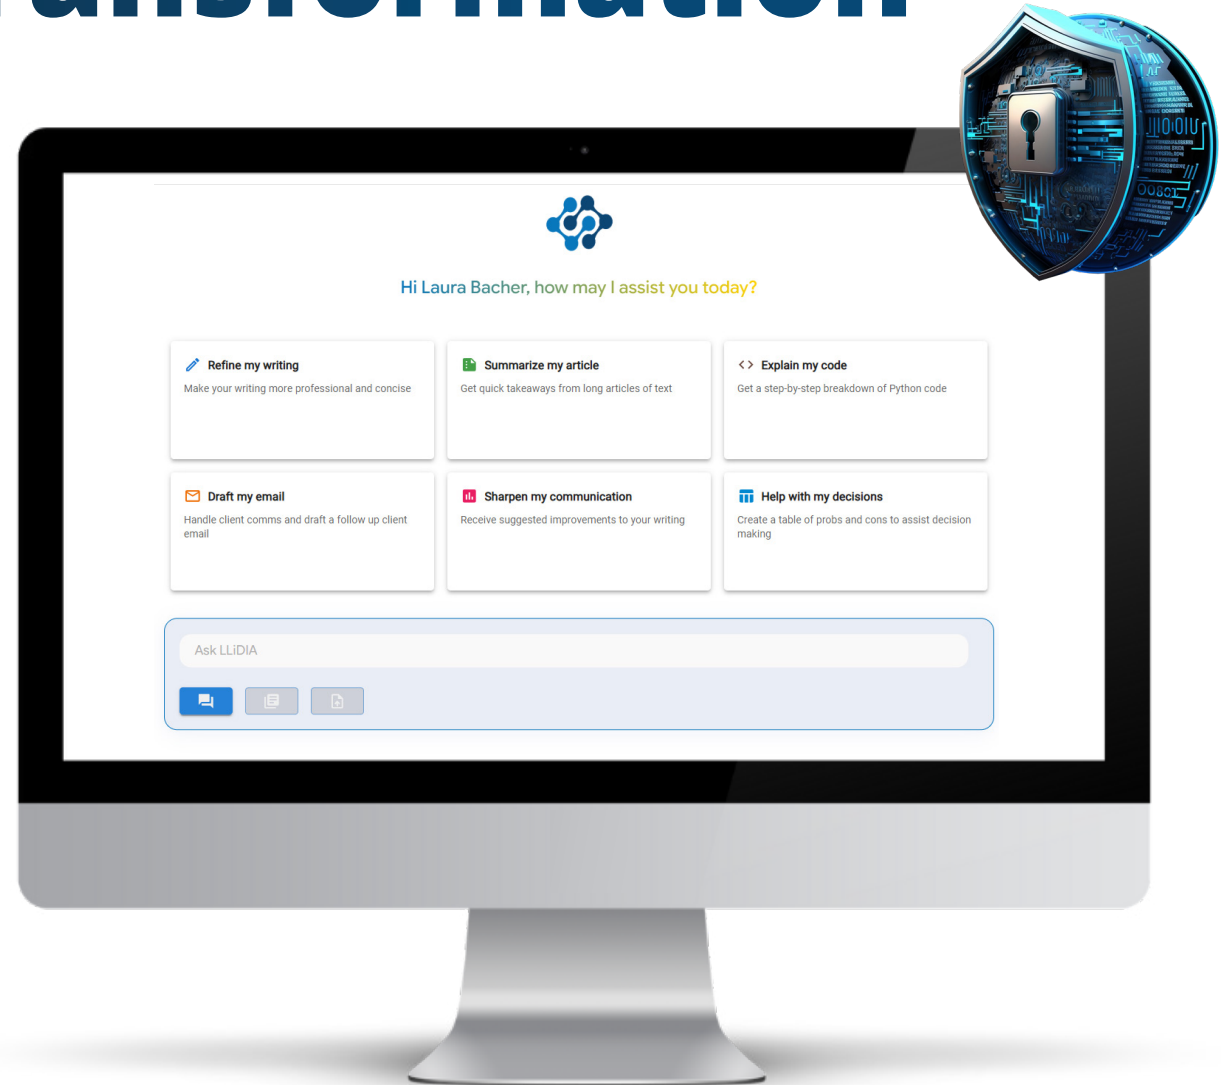 ransformation
Hi Laura Bacher, how may I assist you today?
Refine my writing
Make your writing more professional and concise
Summarize my article
Get quick takeaways from long articles of text
Explain my code
Get a step-by-step breakdown of Python code
Draft my email
Handle client comms and draft a follow up client
email
Sharpen my communication
Receive suggested improvements to your writing
Help with my decisions
Create a table of probs and cons to assist decision
making
Ask LLiDIA